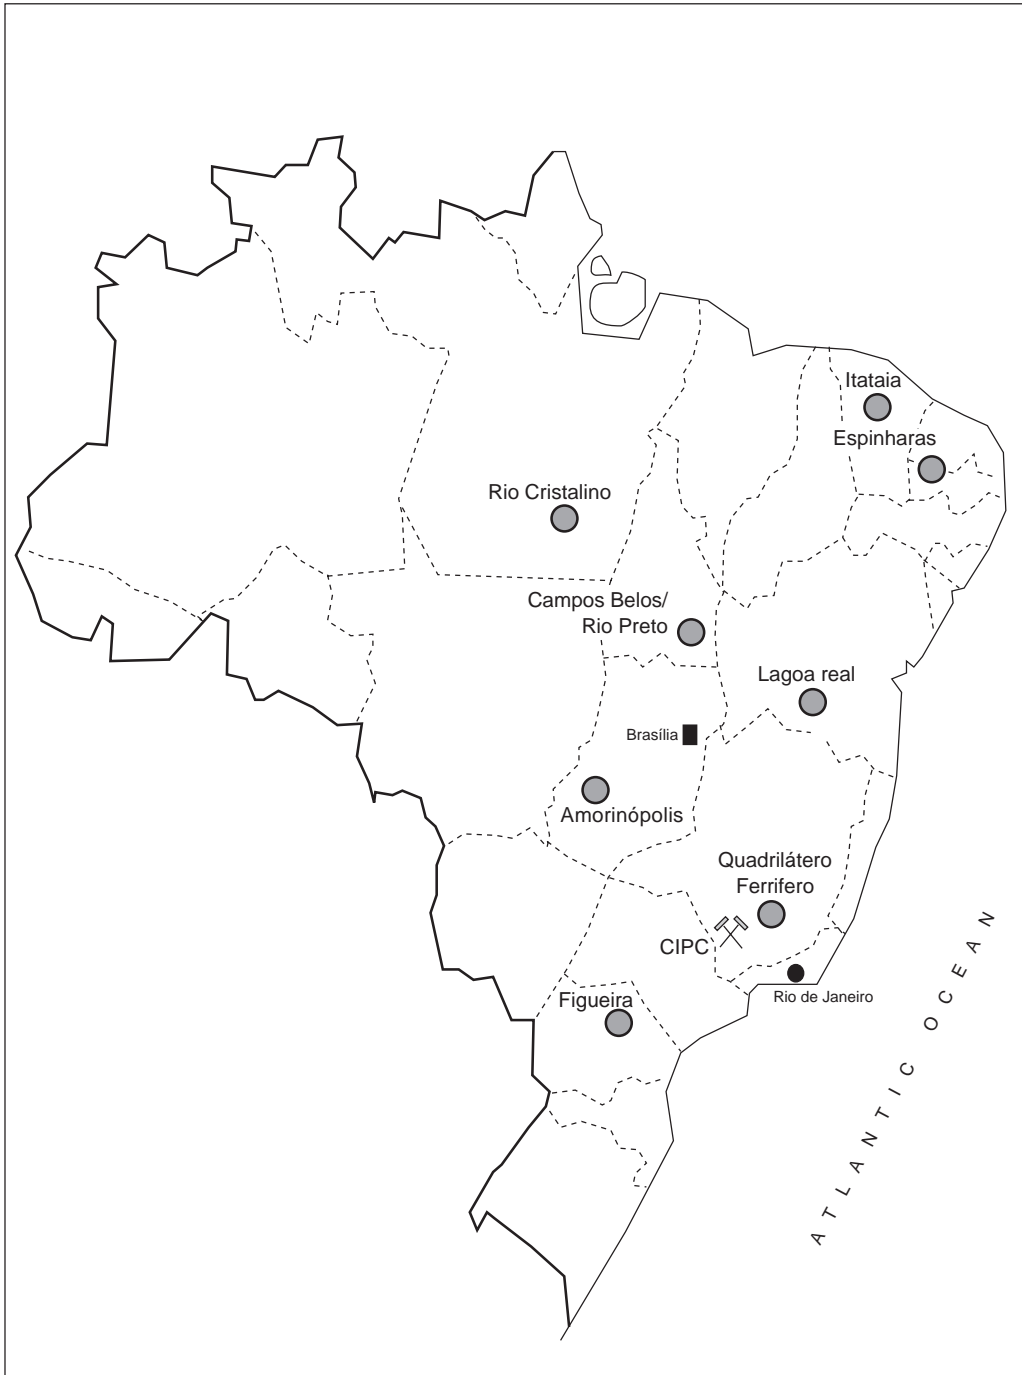 Itataia
Espinharas
Rio Cristalino
Campos Belos/
Rio Preto
Lagoa real
Brasília
Amorinópolis
Quadrilátero
Ferrifero
CIPC
Rio de Janeiro
Figueira
ATLANTIC OCEAN